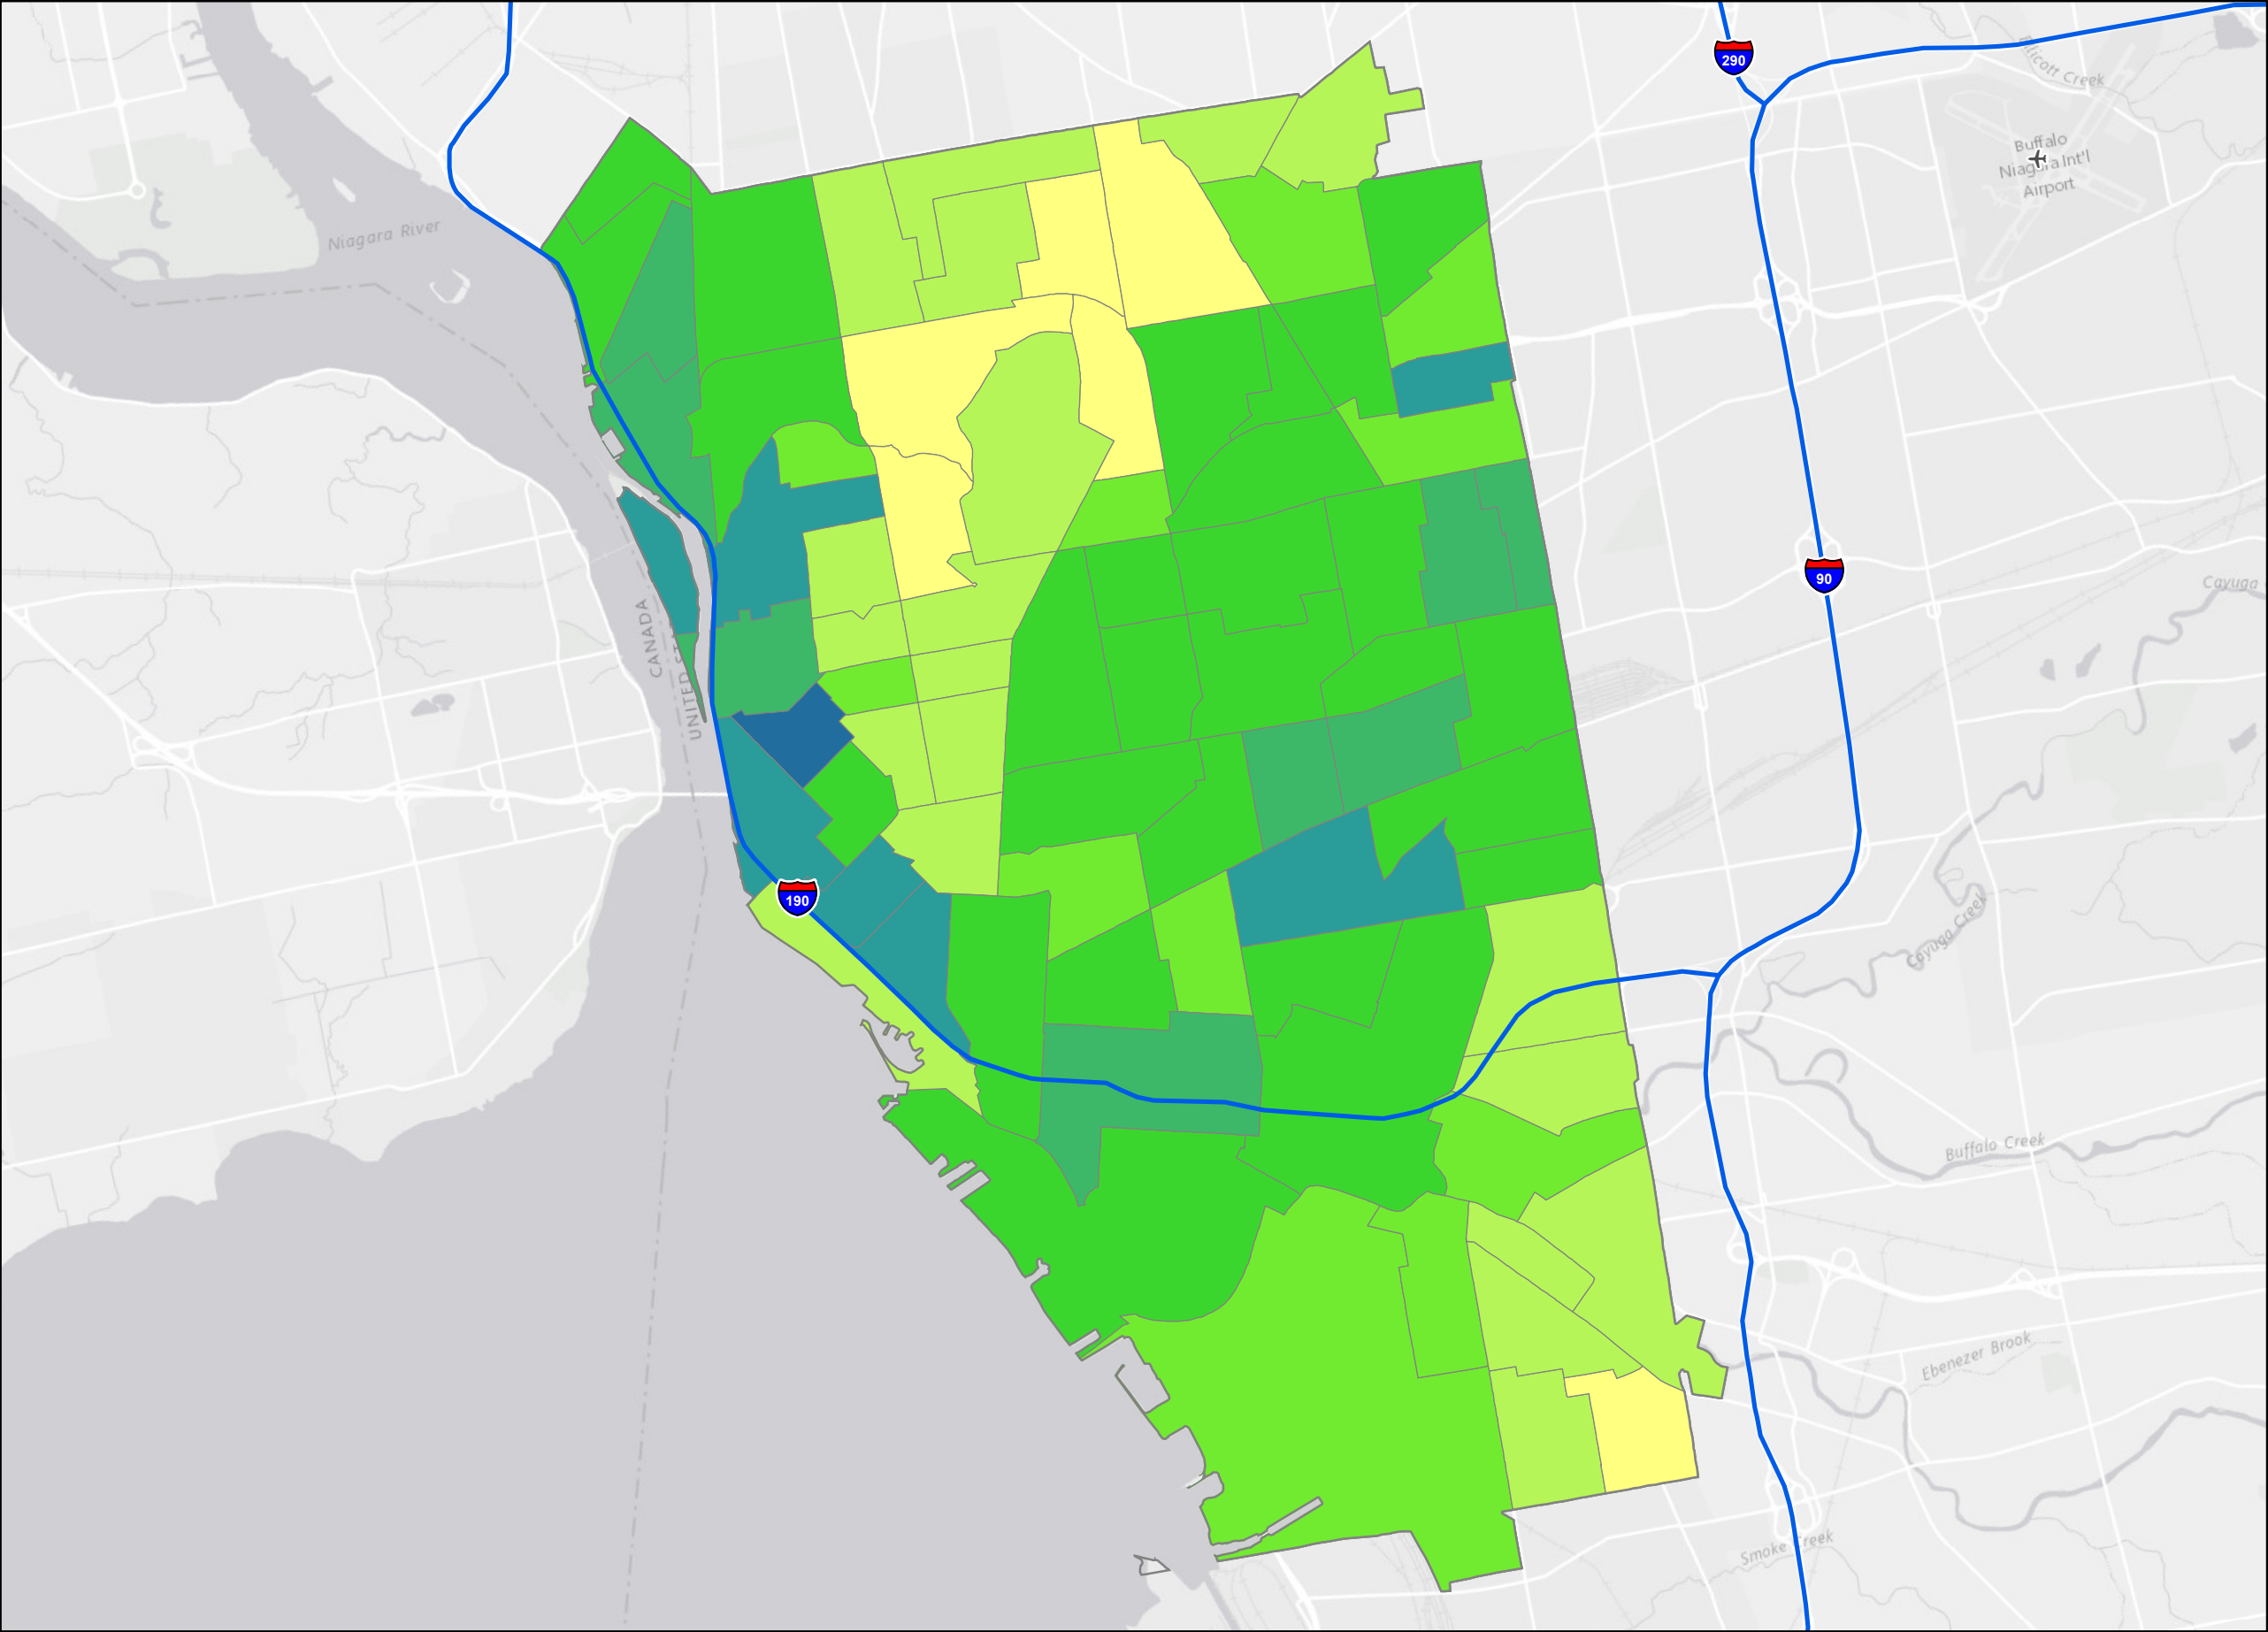 290
Ellicott Creek
Buffalo
Niagara Int'l
Airport
Niagara River
90
Cayuga
CANADA
UNITED ST
190
Cayuga Creek
Buffalo Creek
Ebenezer Brook
Smoke Creek